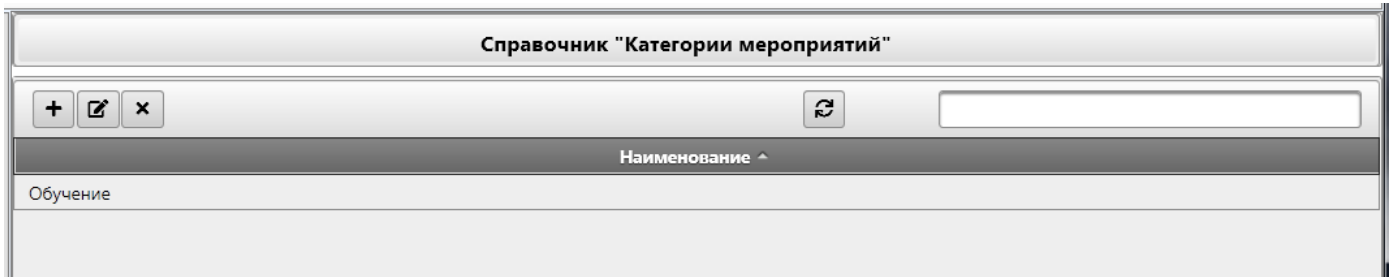 Справочник "Категории мероприятий"
Наименование
Обучение